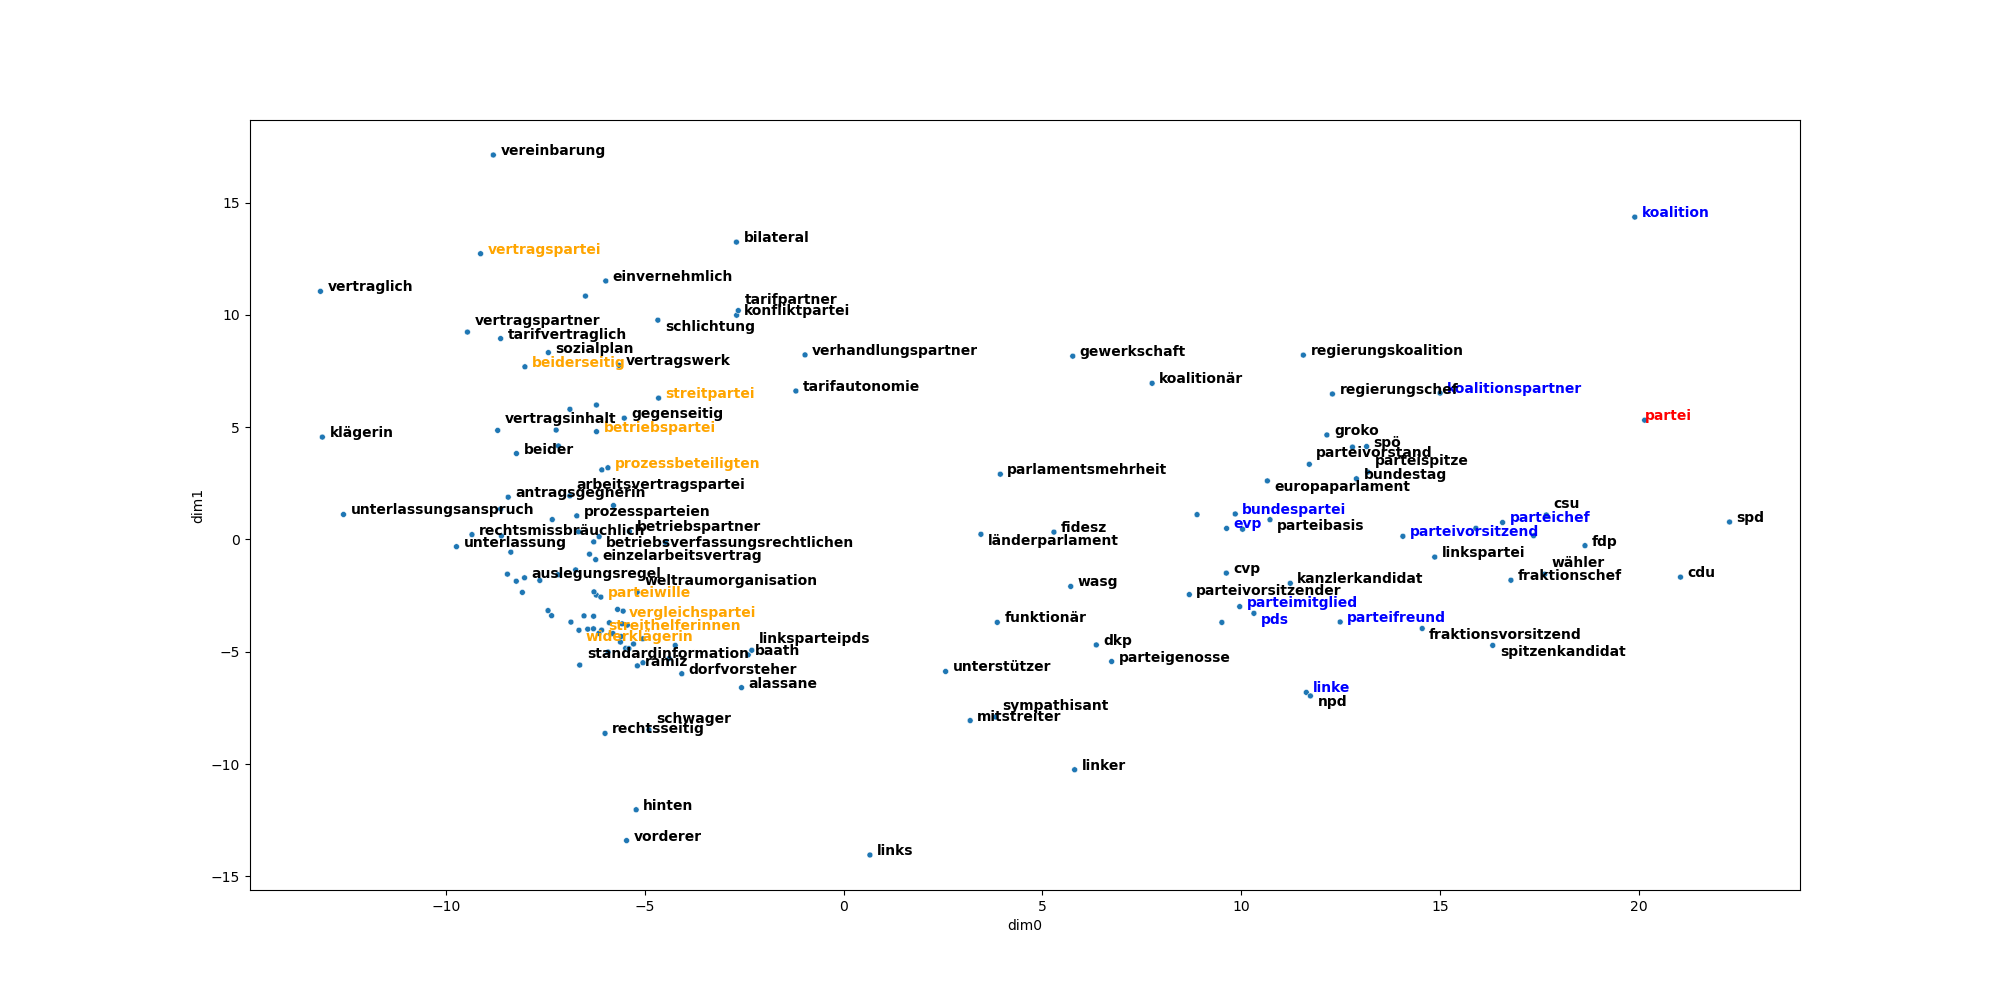 vereinbarung
koalition
bilateral
vertragspartei
einvernehmlich
vertraglich
tarifpartner
konfliktpartei
vertragspartner
schlichtung
tarifvertraglich
sozialplan
verhandlungspartner
gewerkschaft
regierungskoalition
beiderseitig
vertragswerk
koalitionär
tarifautonomie
regierungschef
koalitionspartner
streitpartei
gegenseitig
partei
vertragsinhalt
betriebspartei
klägerin
groko
spö
beider
parteivorstand
parteispitze
prozessbeteiligten
parlamentsmehrheit
bundestag
arbeitsvertragspartei
europaparlament
antragsgegnerin
unterlassungsanspruch
prozessparteien
bundespartei
csu
parteichef
spd
evp
parteibasis
rechtsmissbräuchlich
betriebspartner
fidesz
parteivorsitzend
unterlassung
betriebsverfassungsrechtlichen
länderparlament
fdp
einzelarbeitsvertrag
linkspartei
wähler
auslegungsregel
cvp
fraktionschef
cdu
weltraumorganisation
wasg
kanzlerkandidat
parteiwille
parteivorsitzender
parteimitglied
vergleichspartei
funktionär
pds
parteifreund
streithelferinnen
widerklägerin
linksparteipds
dkp
fraktionsvorsitzend
standardinformation
baath
parteigenosse
spitzenkandidat
ramiz
dorfvorsteher
unterstützer
alassane
linke
npd
schwager
sympathisant
rechtsseitig
mitstreiter
linker
hinten
vorderer
links
15
10
5
0
−5
−10
−15
dim1
−10
−5
0
5
10
15
20
dim0